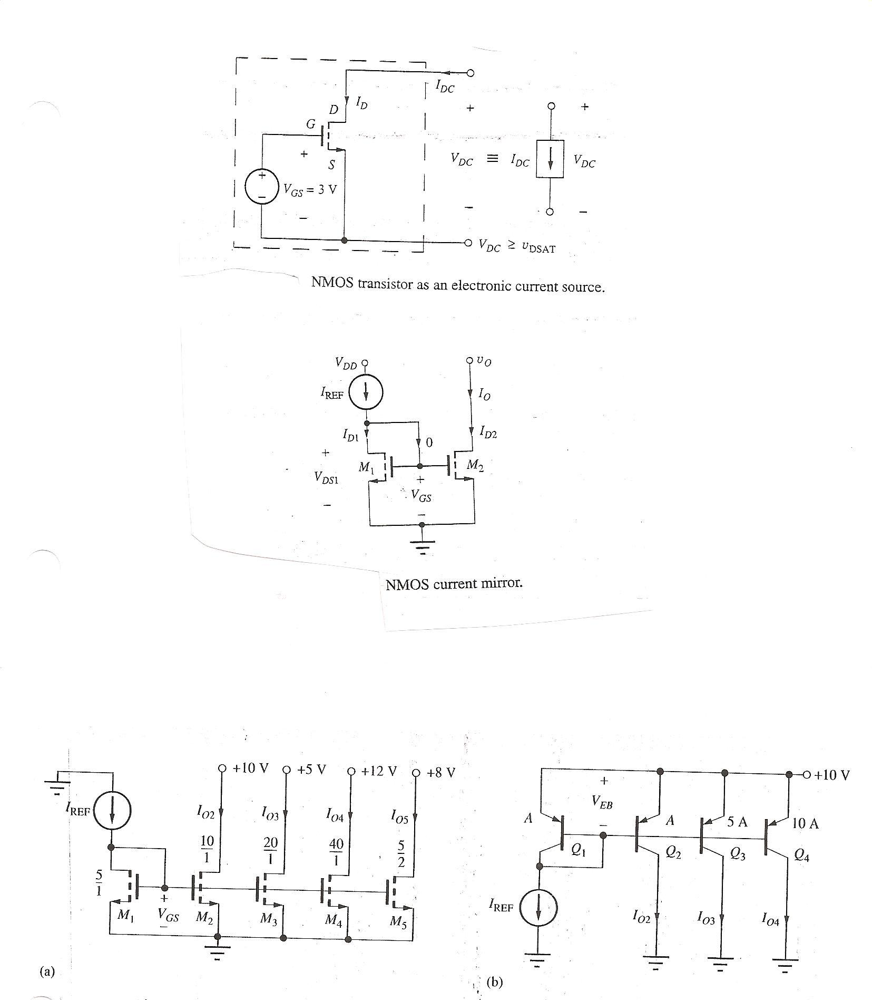 I_DC
D I_D
G
+ +
+
S
V_DC ≡ I_DC V_DC
+
−
V_GS = 3 V
− −
−
V_DC ≥ υ_DSAT
NMOS transistor as an electronic current source.
V_DD υ_O
I_REF I_O
I_D1 0 I_D2
+
M_1 M_2
V_DS1 +
V_GS
− −
NMOS current mirror.
+10 V +5 V +12 V +8 V
I_REF I_O2 I_O3 I_O4 I_O5
10/1 20/1 40/1 5/2
5/1
+
M_1 V_GS M_2 M_3 M_4 M_5
−
(a)
+10 V
+
V_EB
−
A A 5 A 10 A
Q_1 Q_2 Q_3 Q_4
I_REF I_O2 I_O3 I_O4
(b)